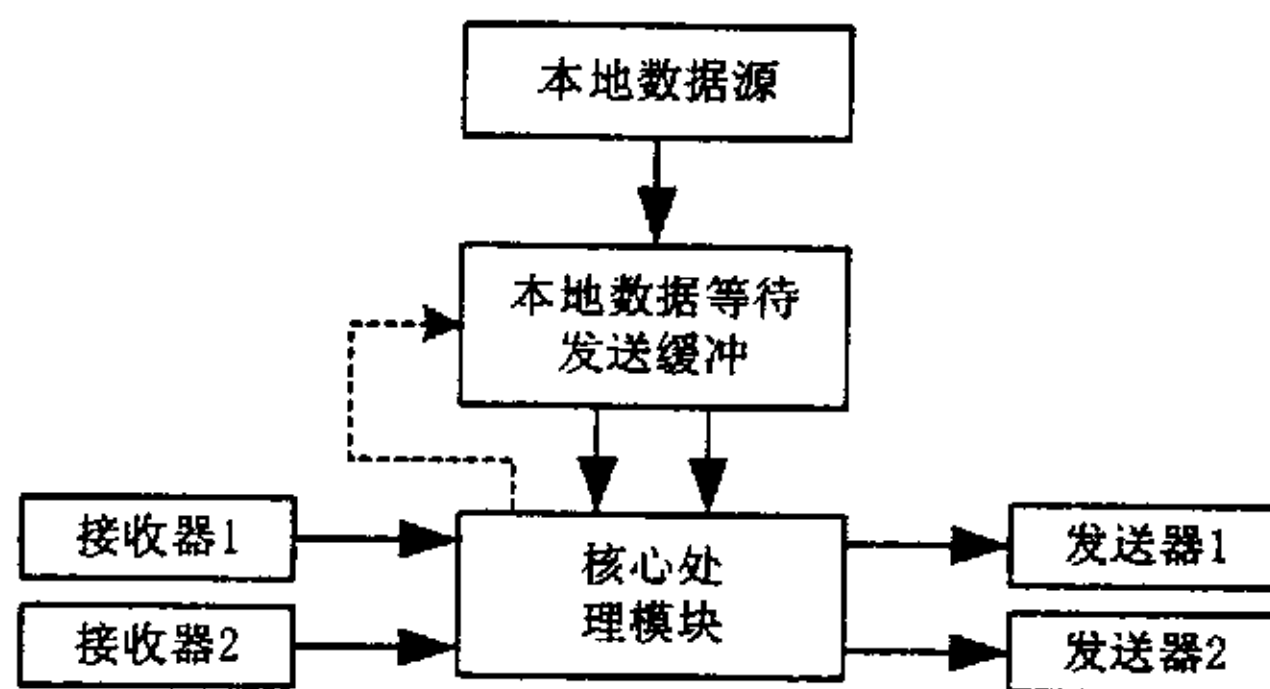 本地数据源
本地数据等待
发送缓冲
接收器1
核心处
理模块
发送器1
接收器2
发送器2